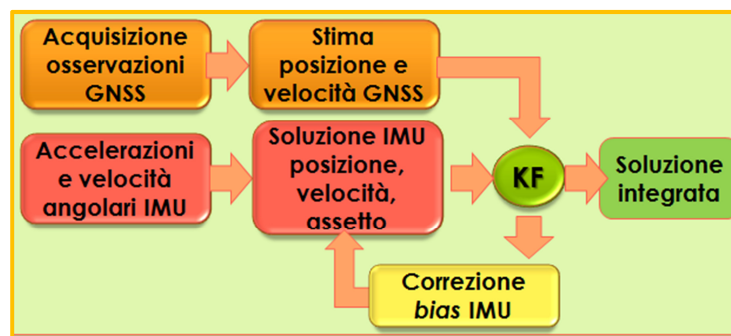 Acquisizione
osservazioni
GNSS
Stima
posizione e
velocità GNSS
Accelerazioni
e velocità
angolari IMU
Soluzione IMU
posizione,
velocità,
assetto
KF
Soluzione
integrata
Correzione
bias IMU